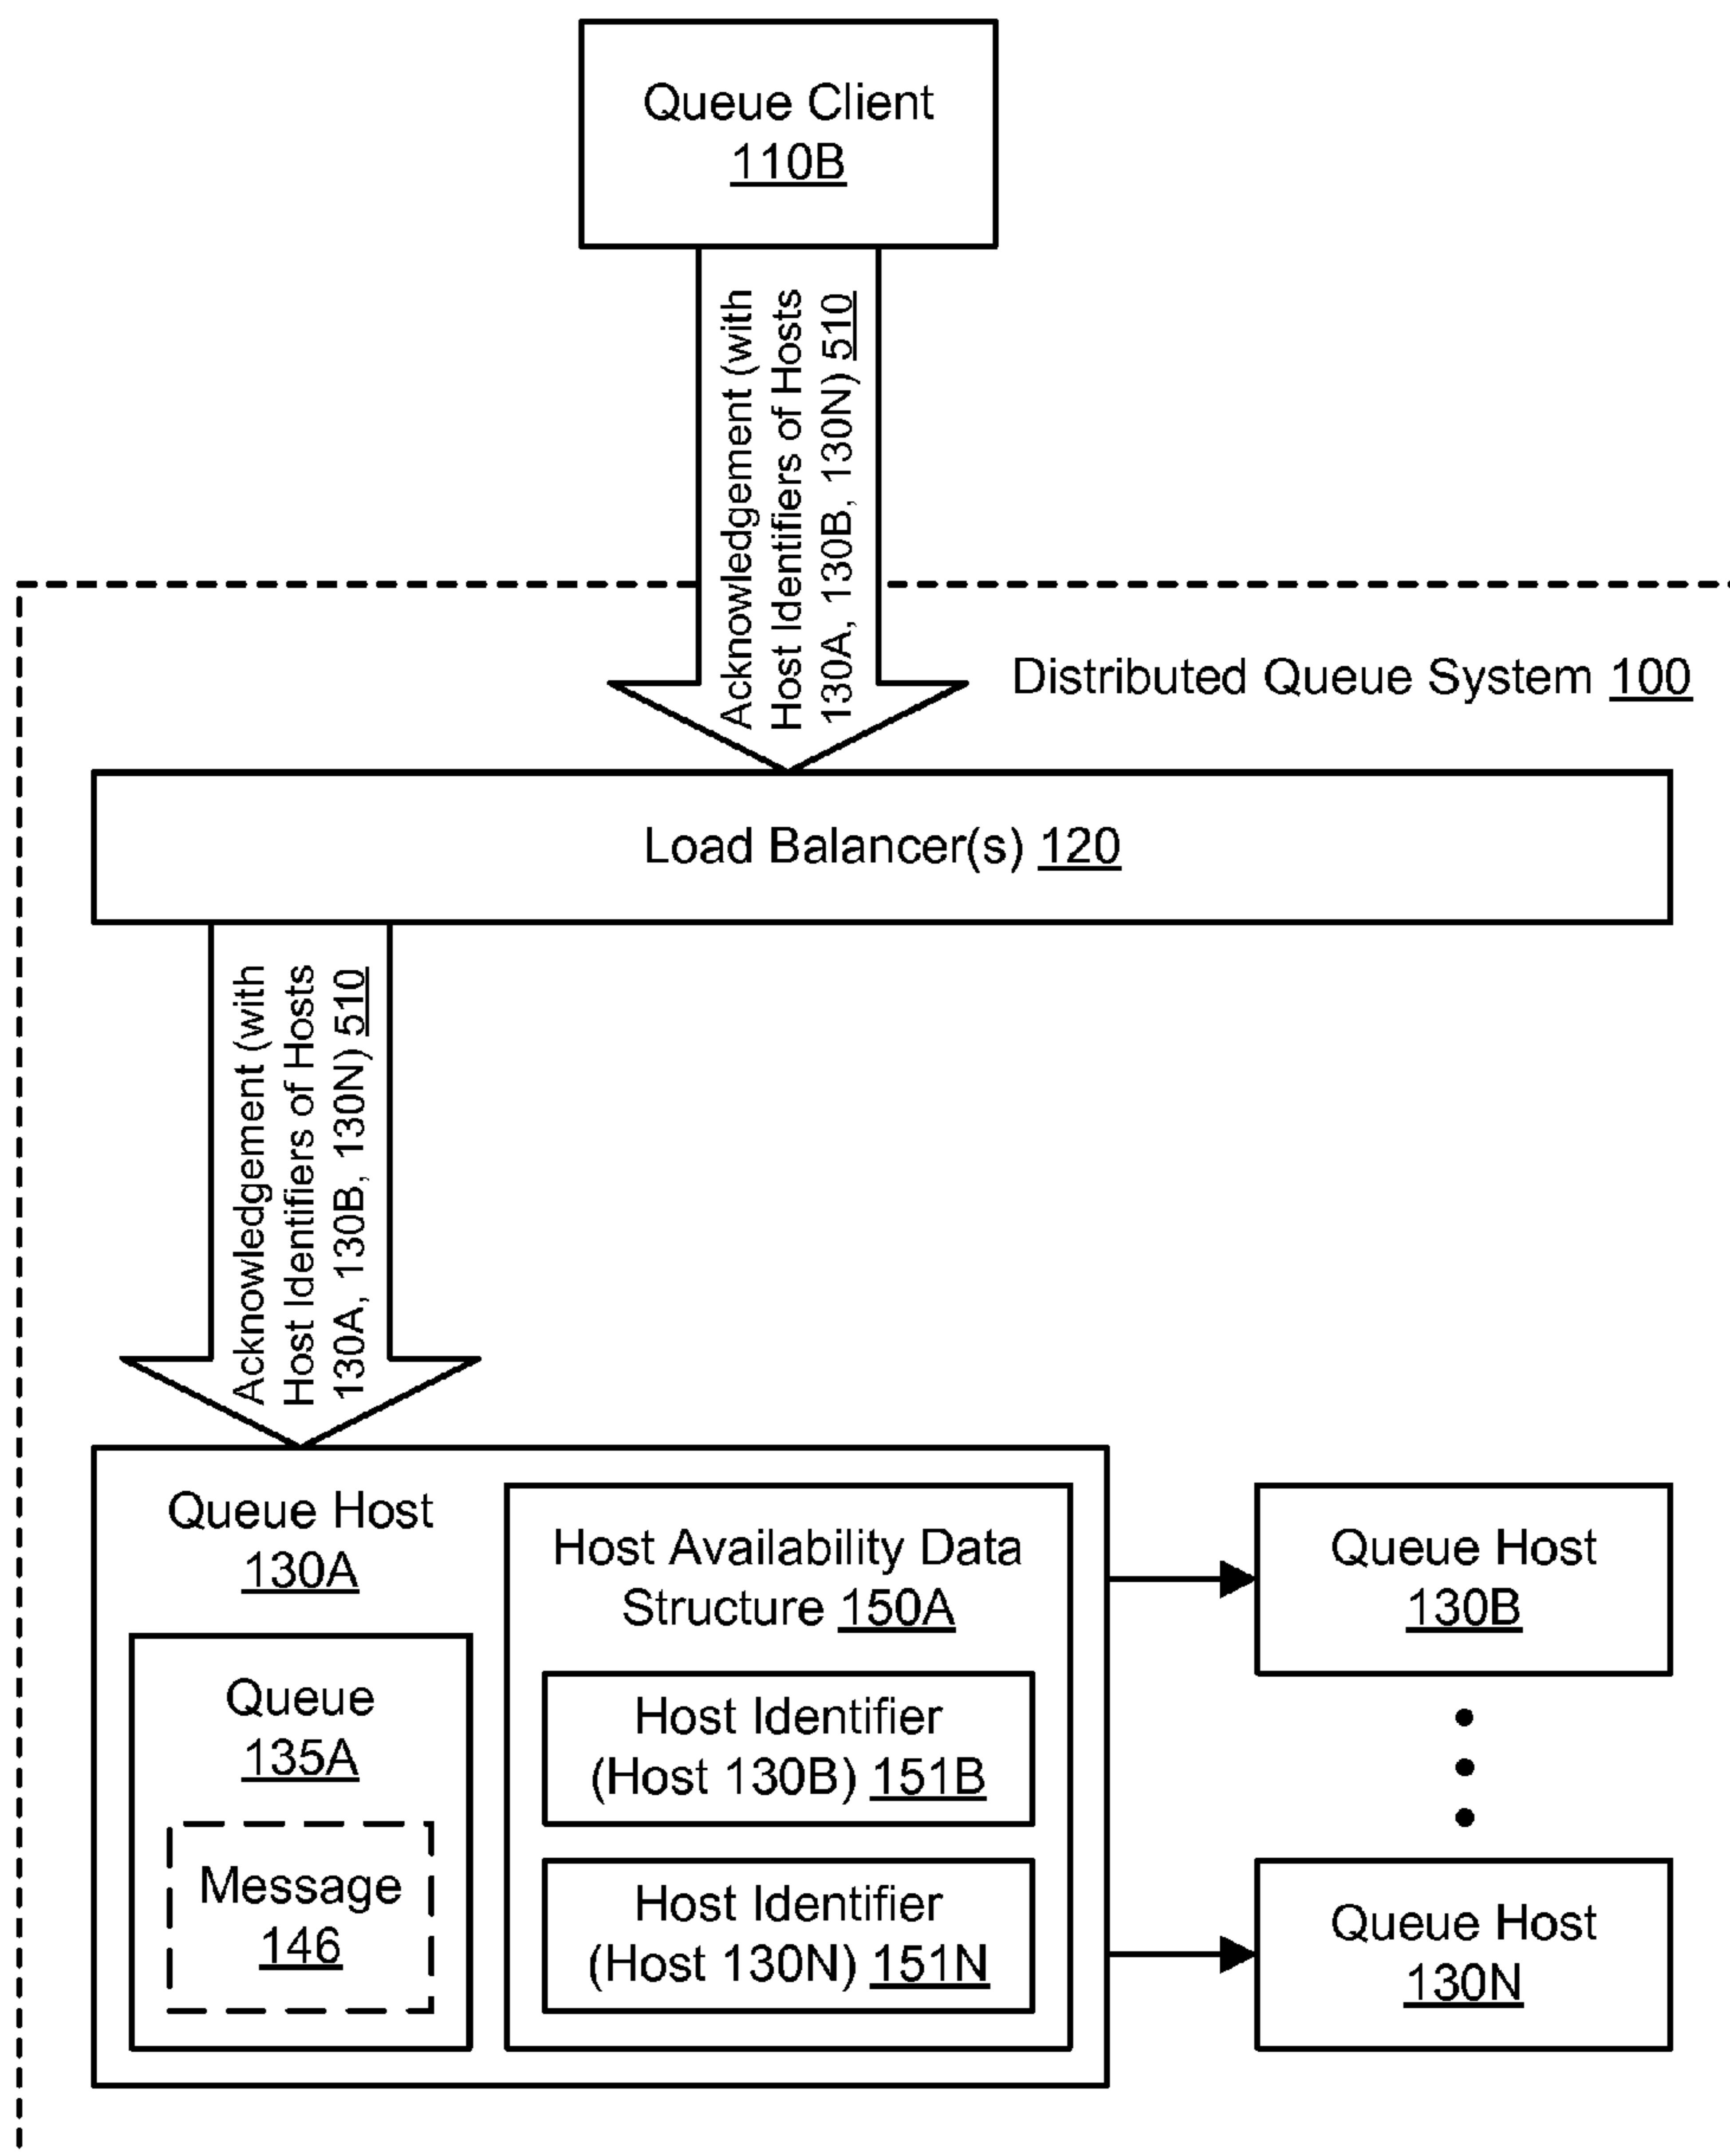 Queue Client
110B
Acknowledgement (with
Host Identifiers of Hosts
130A, 130B, 130N) 510
Distributed Queue System 100
Load Balancer(s) 120
Acknowledgement (with
Host Identifiers of Hosts
130A, 130B, 130N) 510
Queue Host
130A
Queue
135A
Message
146
Host Availability Data
Structure 150A
Host Identifier
(Host 130B) 151B
Host Identifier
(Host 130N) 151N
Queue Host
130B
Queue Host
130N